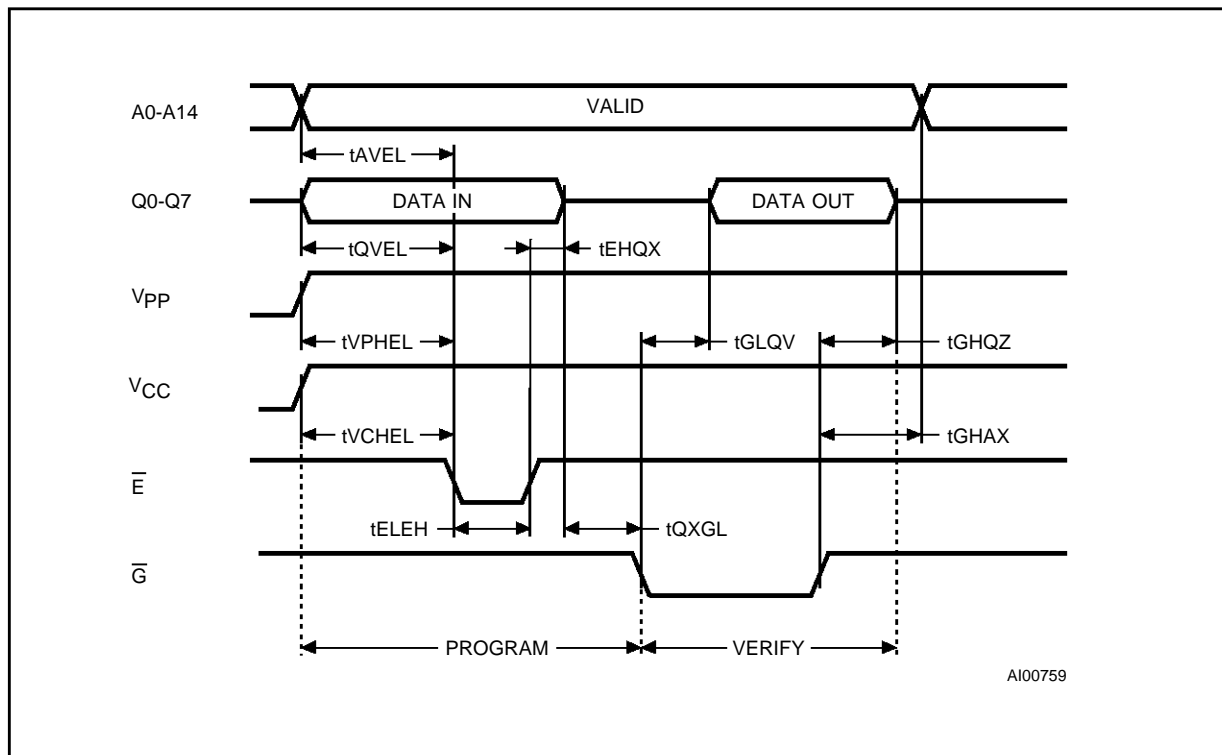 A0-A14
VALID
tAVEL
Q0-Q7
DATA IN
DATA OUT
tQVEL
tEHQX
VPP
tVPHEL
tGLQV
tGHQZ
VCC
tVCHEL
tGHAX
E̅
tELEH
tQXGL
G̅
PROGRAM
VERIFY
AI00759